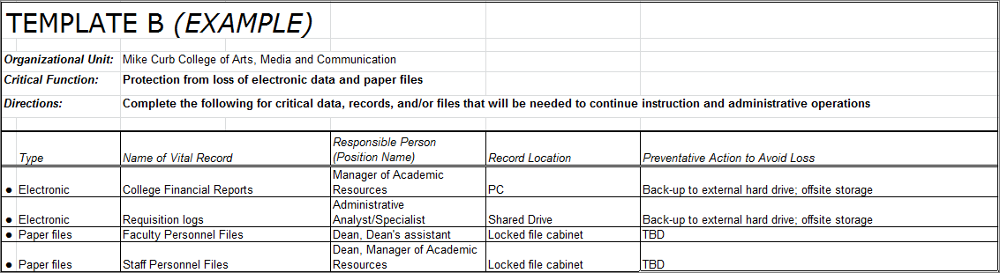 TEMPLATE B (EXAMPLE)
Organizational Unit: Mike Curb College of Arts, Media and Communication
Critical Function: Protection from loss of electronic data and paper files
Directions: Complete the following for critical data, records, and/or files that will be needed to continue instruction and administrative operations
Responsible Person
Type Name of Vital Record (Position Name) Record Location Preventative Action to Avoid Loss
Manager of Academic
• Electronic College Financial Reports Resources PC Back-up to external hard drive; offsite storage
Administrative
• Electronic Requisition logs Analyst/Specialist Shared Drive Back-up to external hard drive; offsite storage
• Paper files Faculty Personnel Files Dean, Dean's assistant Locked file cabinet TBD
Dean, Manager of Academic
• Paper files Staff Personnel Files Resources Locked file cabinet TBD